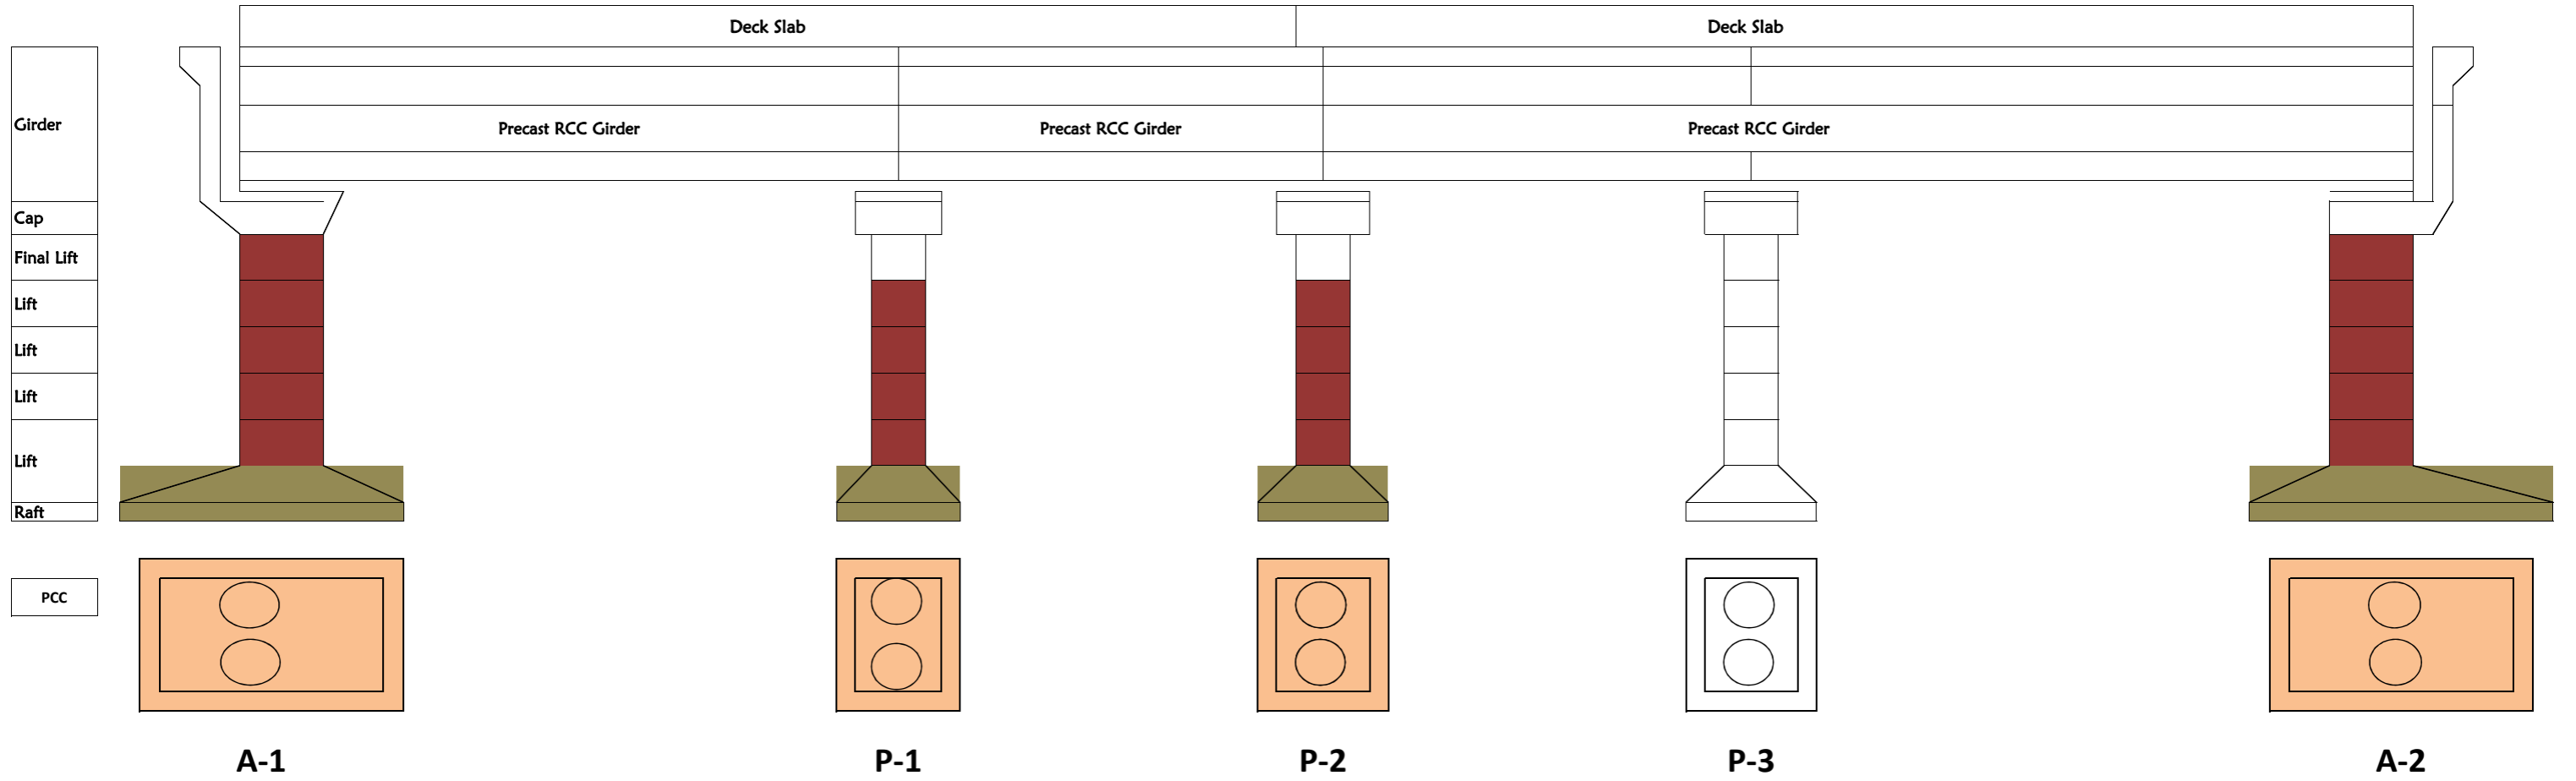 Deck Slab
Deck Slab
Girder
Precast RCC Girder
Precast RCC Girder
Precast RCC Girder
Cap
Final Lift
Lift
Lift
Lift
Lift
Raft
PCC
A-1
P-1
P-2
P-3
A-2